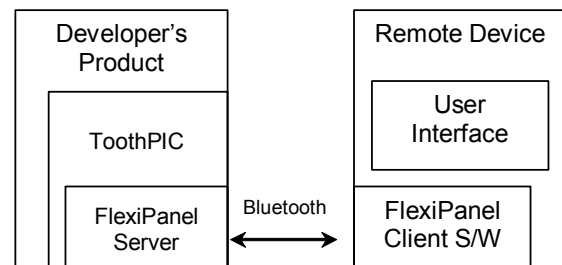 Developer's
Product
ToothPIC
FlexiPanel
Server
Bluetooth
Remote Device
User
Interface
FlexiPanel
Client S/W